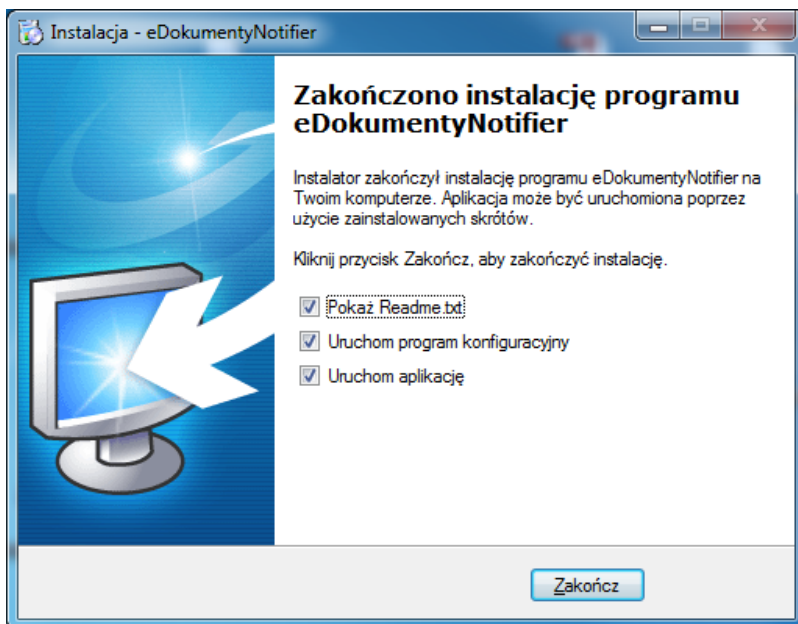 Instalacja - eDokumentyNotifier
Zakończono instalację programu
eDokumentyNotifier
Instalator zakończył instalację programu eDokumentyNotifier na
Twoim komputerze. Aplikacja może być uruchomiona poprzez
użycie zainstalowanych skrótów.
Kliknij przycisk Zakończ, aby zakończyć instalację.
Pokaż Readme.txt
Uruchom program konfiguracyjny
Uruchom aplikację
Zakończ